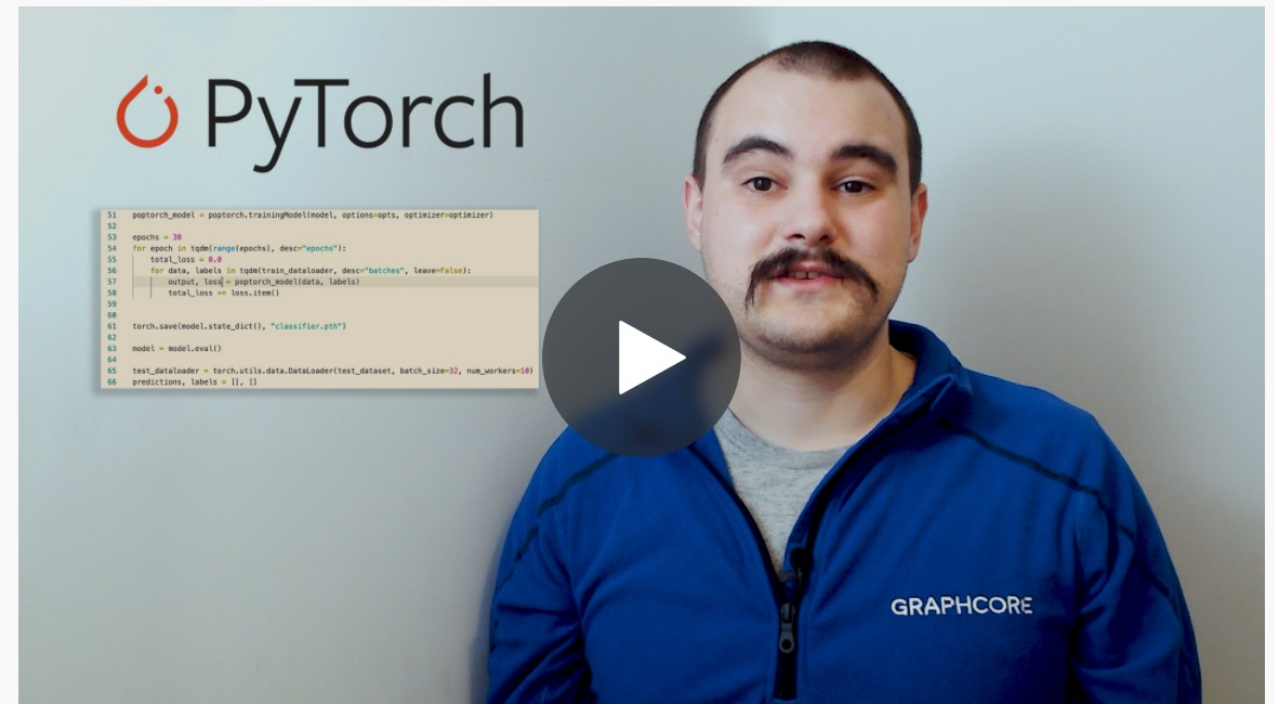 PyTorch
51 poptorch_model = poptorch.trainingModel(model, options=opts, optimizer=optimizer)
52
53 epochs = 30
54 for epoch in tqdm(range(epochs), desc="epochs"):
55     total_loss = 0.0
56     for data, labels in tqdm(train_dataloader, desc="batches", leave=False):
57         output, loss = poptorch_model(data, labels)
58         total_loss += loss.item()
59
60
61 torch.save(model.state_dict(), "classifier.pth")
62
63 model = model.eval()
64
65 test_dataloader = torch.utils.data.DataLoader(test_dataset, batch_size=32, num_workers=10)
66 predictions, labels = [], []
GRAPHCORE